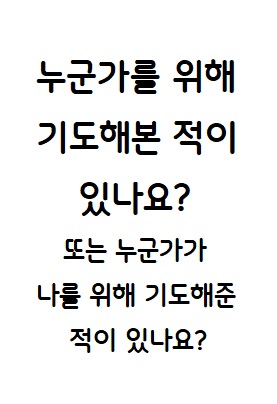 누군가를 위해
기도해본 적이
있나요?
또는 누군가가
나를 위해 기도해준
적이 있나요?